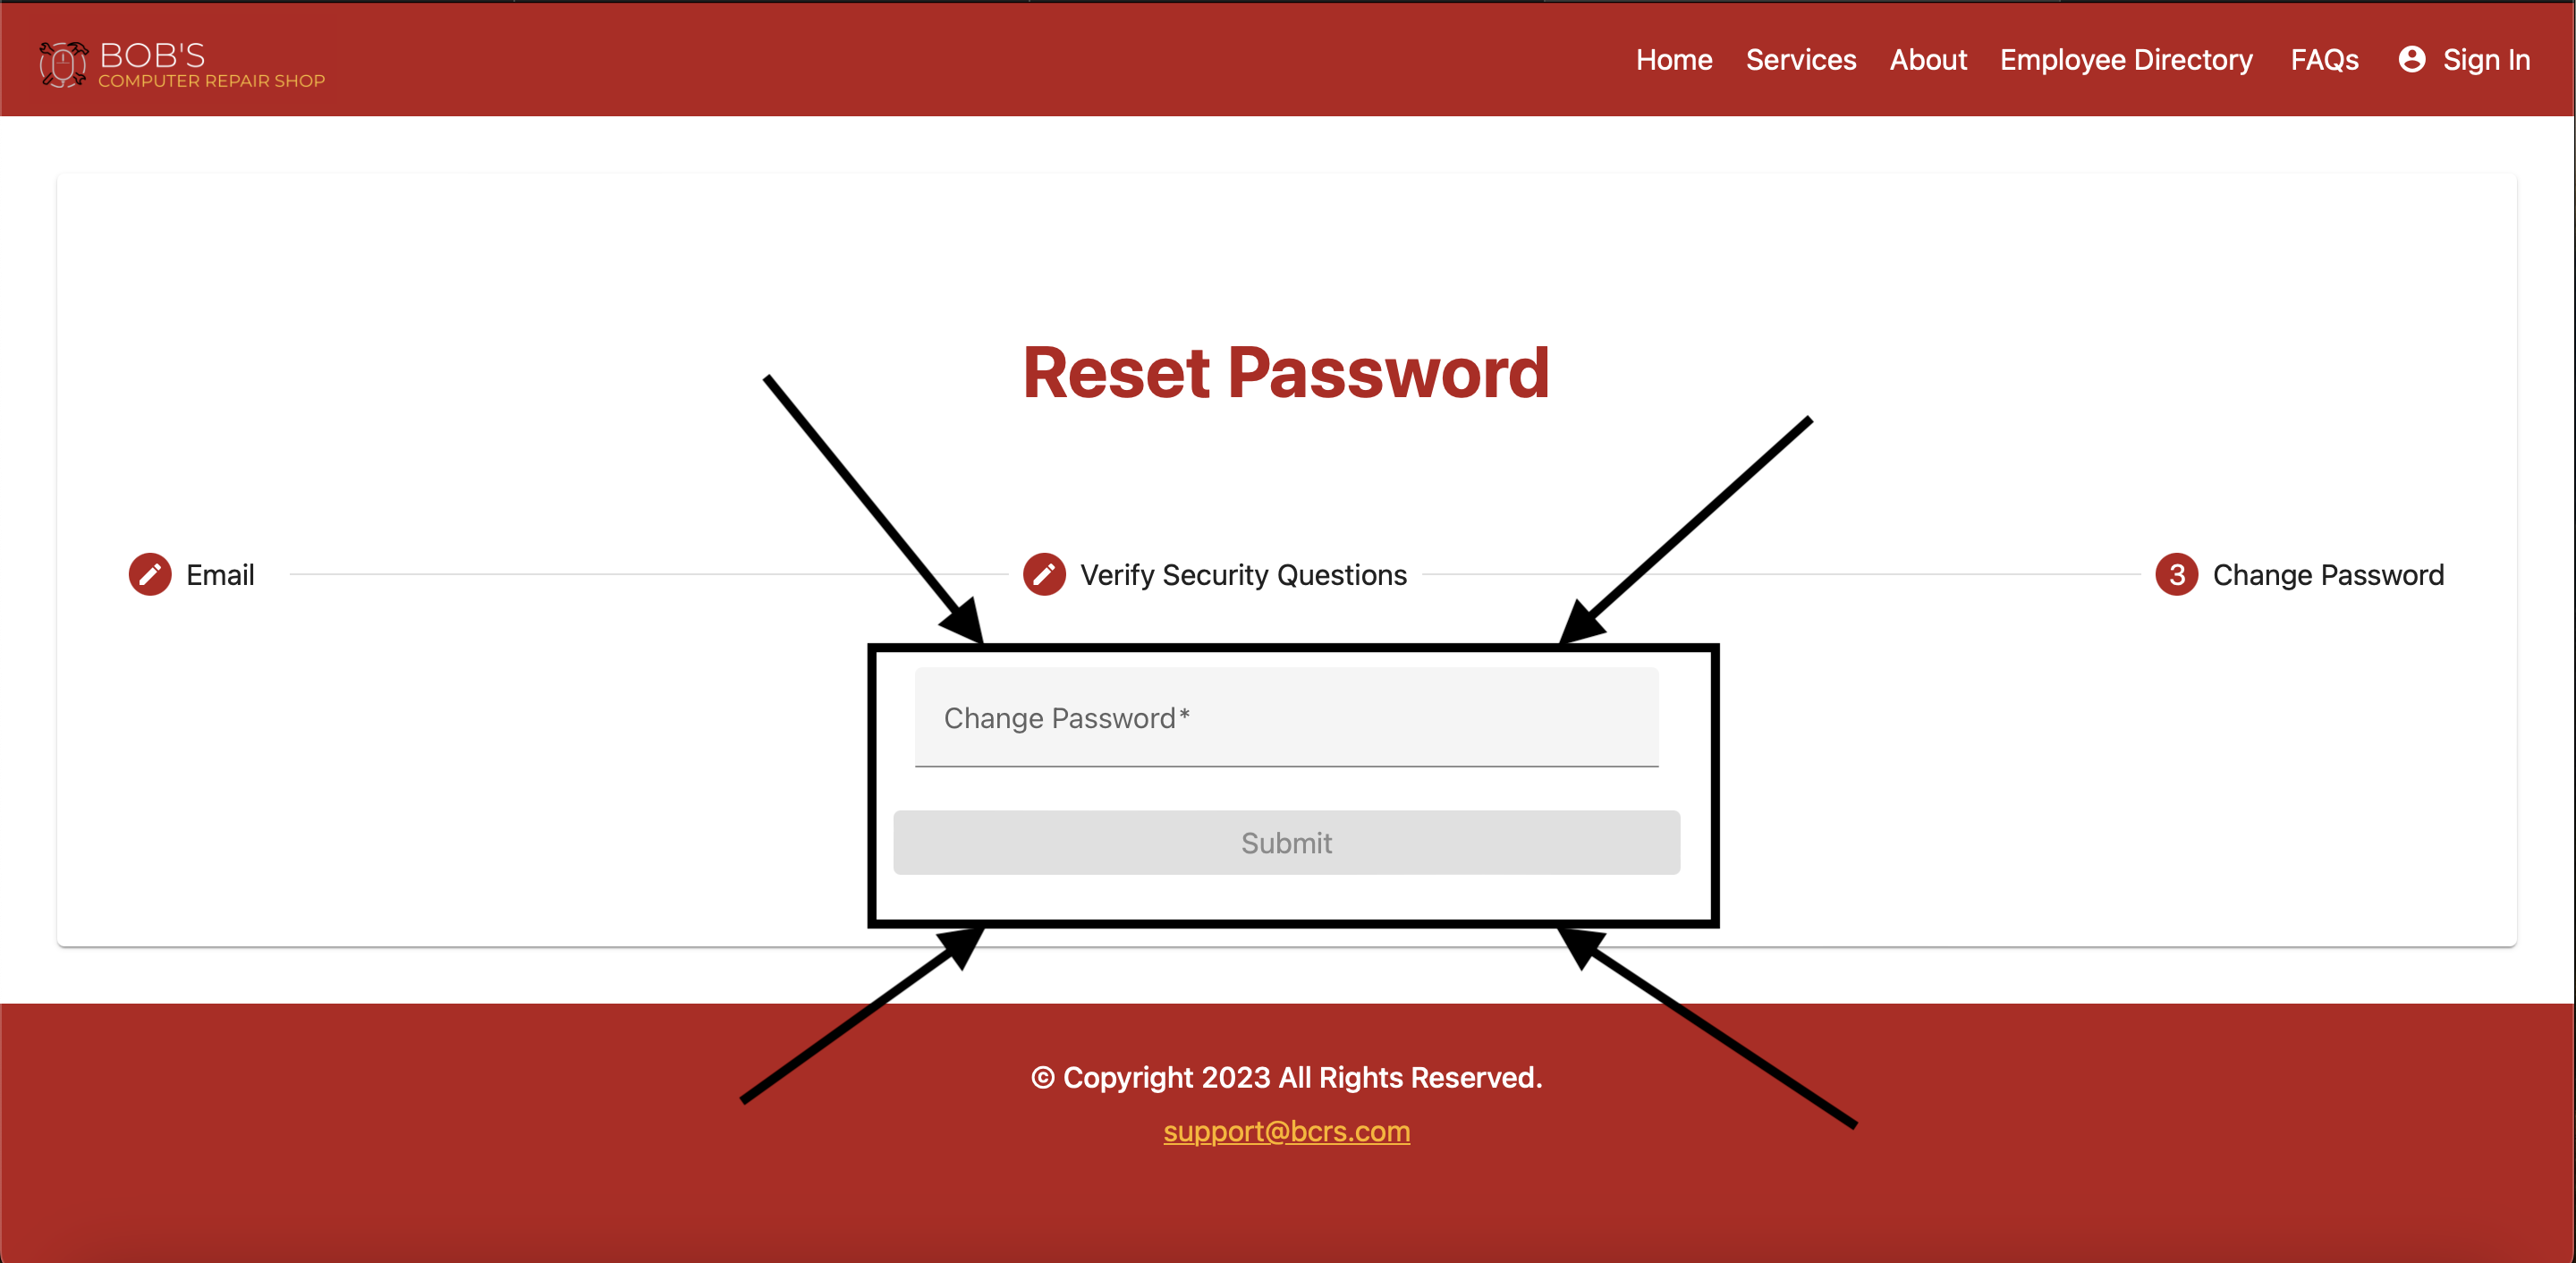 BOB'S
COMPUTER REPAIR SHOP
Home Services About Employee Directory FAQs Sign In
Reset Password
Email Verify Security Questions 3 Change Password
Change Password*
Submit
© Copyright 2023 All Rights Reserved.
support@bcrs.com